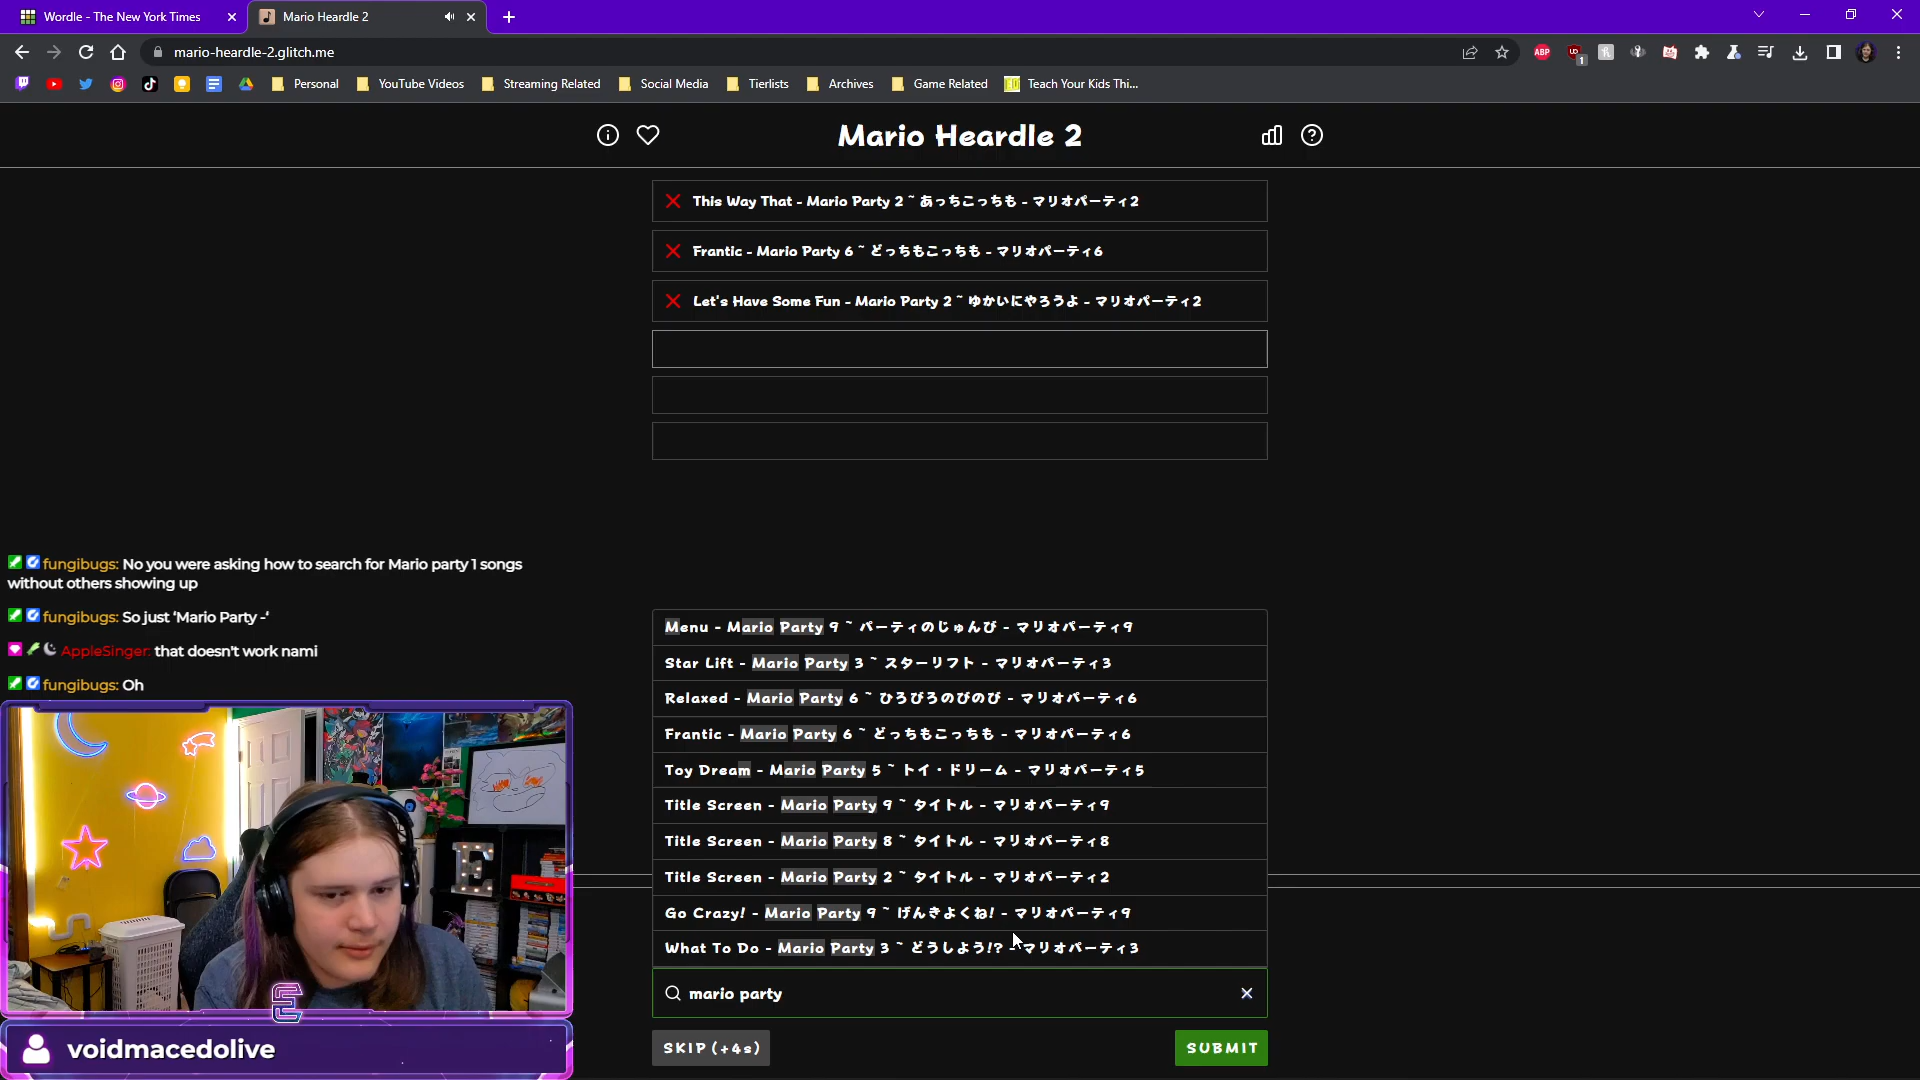 Wordle - The New York Times
Mario Heardle 2
mario-heardle-2.glitch.me
ABP
1
Personal
YouTube Videos
Streaming Related
Social Media
Tierlists
Archives
Game Related
Teach Your Kids Thi...
Mario Heardle 2
This Way That - Mario Party 2 ~ あっちこっちも - マリオパーティ2
Frantic - Mario Party 6 ~ どっちもこっちも - マリオパーティ6
Let's Have Some Fun - Mario Party 2 ~ ゆかいにやろうよ - マリオパーティ2
fungibugs: No you were asking how to search for Mario party 1 songs
without others showing up
fungibugs: So just ‘Mario Party -‘
AppleSinger: that doesn't work nami
fungibugs: Oh
Menu - Mario Party 9 ~ パーティのじゅんび - マリオパーティ9
Star Lift - Mario Party 3 ~ スターリフト - マリオパーティ3
Relaxed - Mario Party 6 ~ ひろびろのびのび - マリオパーティ6
Frantic - Mario Party 6 ~ どっちもこっちも - マリオパーティ6
Toy Dream - Mario Party 5 ~ トイ・ドリーム - マリオパーティ5
Title Screen - Mario Party 9 ~ タイトル - マリオパーティ9
Title Screen - Mario Party 8 ~ タイトル - マリオパーティ8
Title Screen - Mario Party 2 ~ タイトル - マリオパーティ2
Go Crazy! - Mario Party 9 ~ げんきよくね! - マリオパーティ9
What To Do - Mario Party 3 ~ どうしよう!? - マリオパーティ3
mario party
SKIP (+4s)
SUBMIT
E
E
voidmacedolive